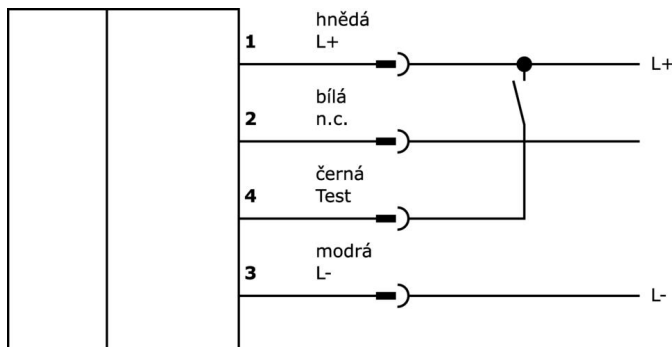 hnědá
1 L+
L+
bílá
2 n.c.
černá
4 Test
modrá
3 L-
L-